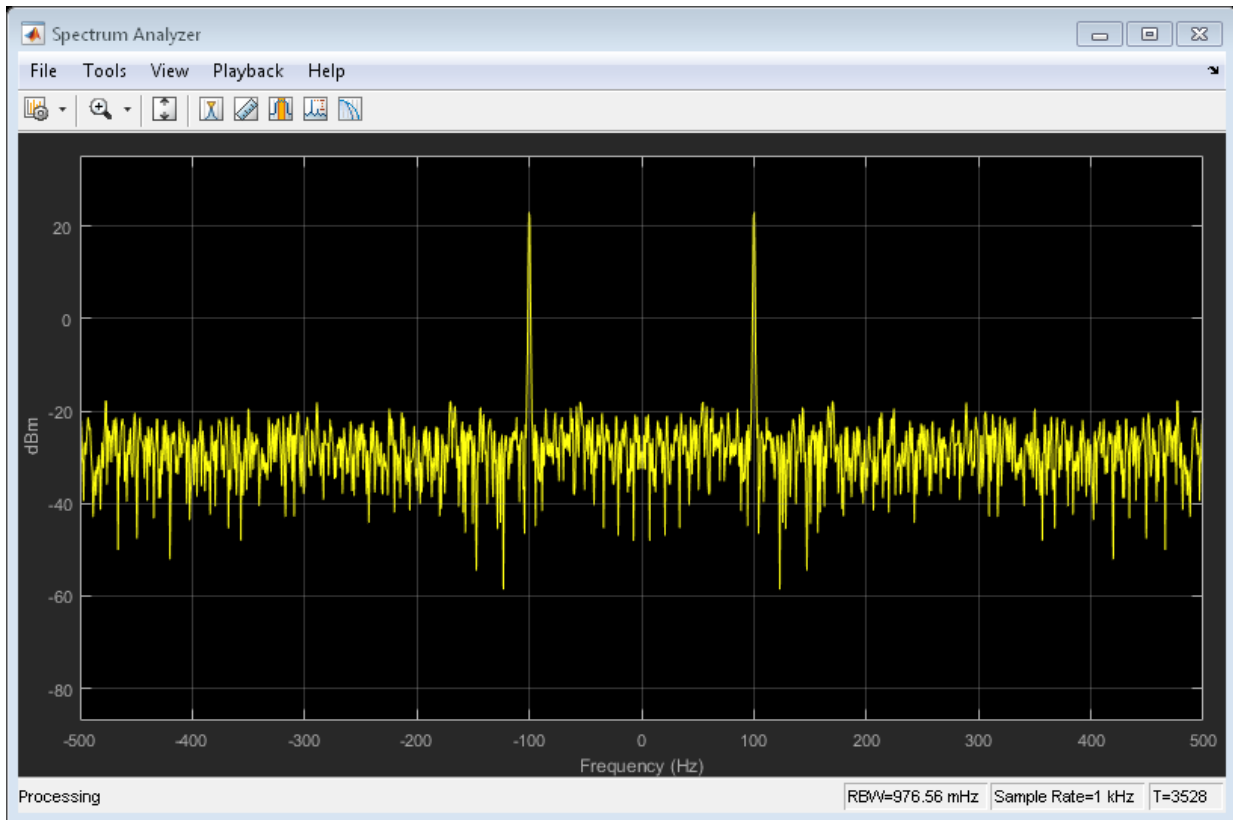 Spectrum Analyzer
File Tools View Playback Help
20
0
-20
-40
-60
-80
dBm
-500 -400 -300 -200 -100 0 100 200 300 400 500
Frequency (Hz)
Processing RBW=976.56 mHz Sample Rate=1 kHz T=3528